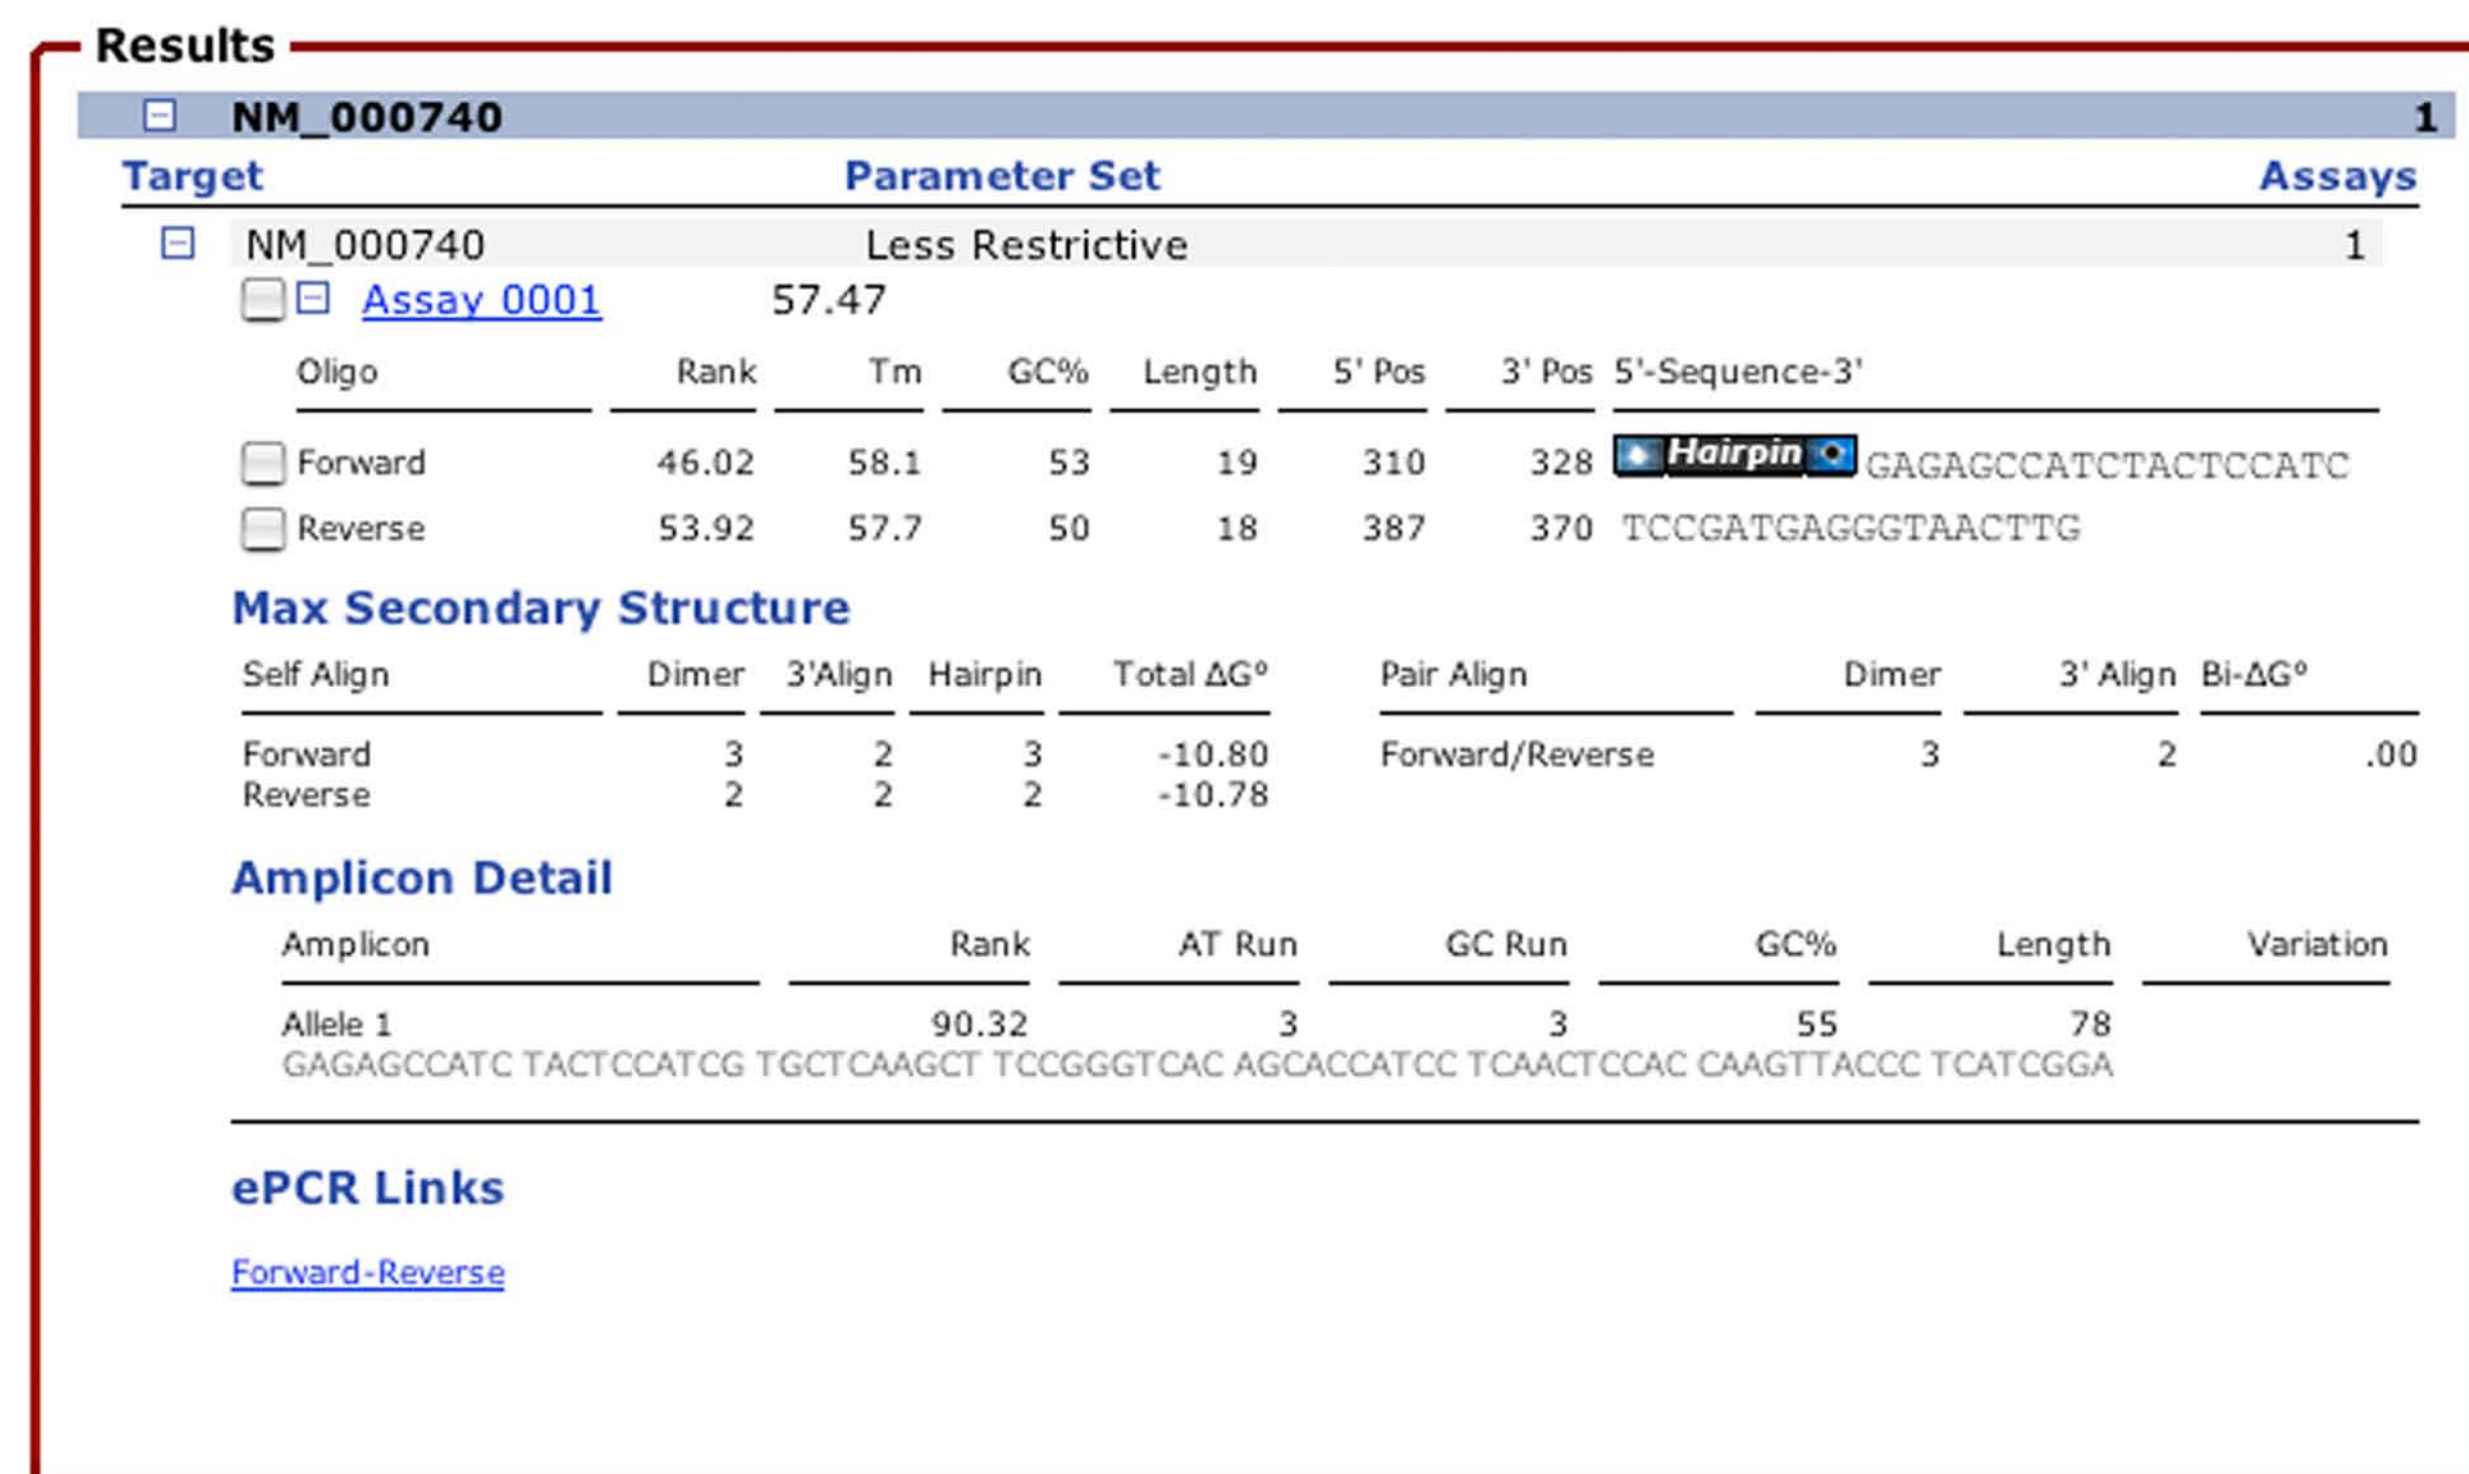 Results
NM_000740 1
Target Parameter Set Assays
NM_000740 Less Restrictive 1
Assay 0001 57.47
Oligo Rank Tm GC% Length 5' Pos 3' Pos 5'-Sequence-3'
Forward 46.02 58.1 53 19 310 328 Hairpin GAGAGCCATCTACTCCATC
Reverse 53.92 57.7 50 18 387 370 TCCGATGAGGGTAACTTG
Max Secondary Structure
Self Align Dimer 3'Align Hairpin Total ΔGº Pair Align Dimer 3' Align Bi-ΔGº
Forward 3 2 3 -10.80 Forward/Reverse 3 2 .00
Reverse 2 2 2 -10.78
Amplicon Detail
Amplicon Rank AT Run GC Run GC% Length Variation
Allele 1 90.32 3 3 55 78
GAGAGCCATC TACTCCATCG TGCTCAAGCT TCCGGGTCAC AGCACCATCC TCAACTCCAC CAAGTTACCC TCATCGGA
ePCR Links
Forward-Reverse